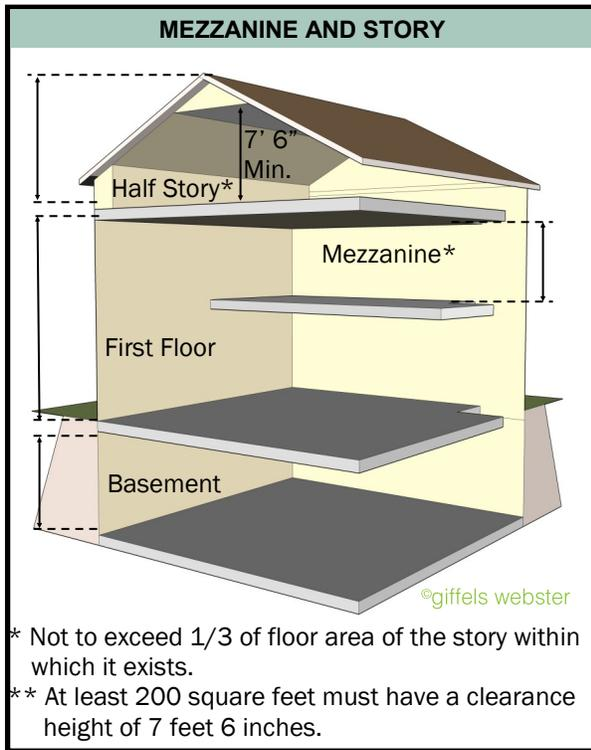 MEZZANINE AND STORY
7' 6"
Min.
Half Story*
Mezzanine*
First Floor
Basement
©giffels webster
* Not to exceed 1/3 of floor area of the story within
which it exists.
** At least 200 square feet must have a clearance
height of 7 feet 6 inches.